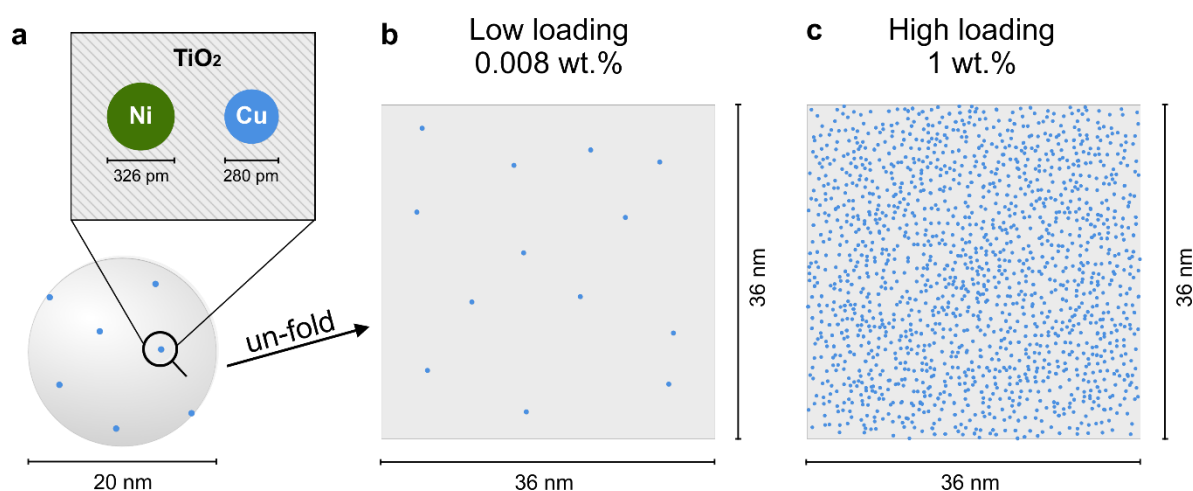 a
TiO₂
Ni
Cu
326 pm
280 pm
20 nm
un-fold
b
Low loading
0.008 wt.%
36 nm
36 nm
c
High loading
1 wt.%
36 nm
36 nm